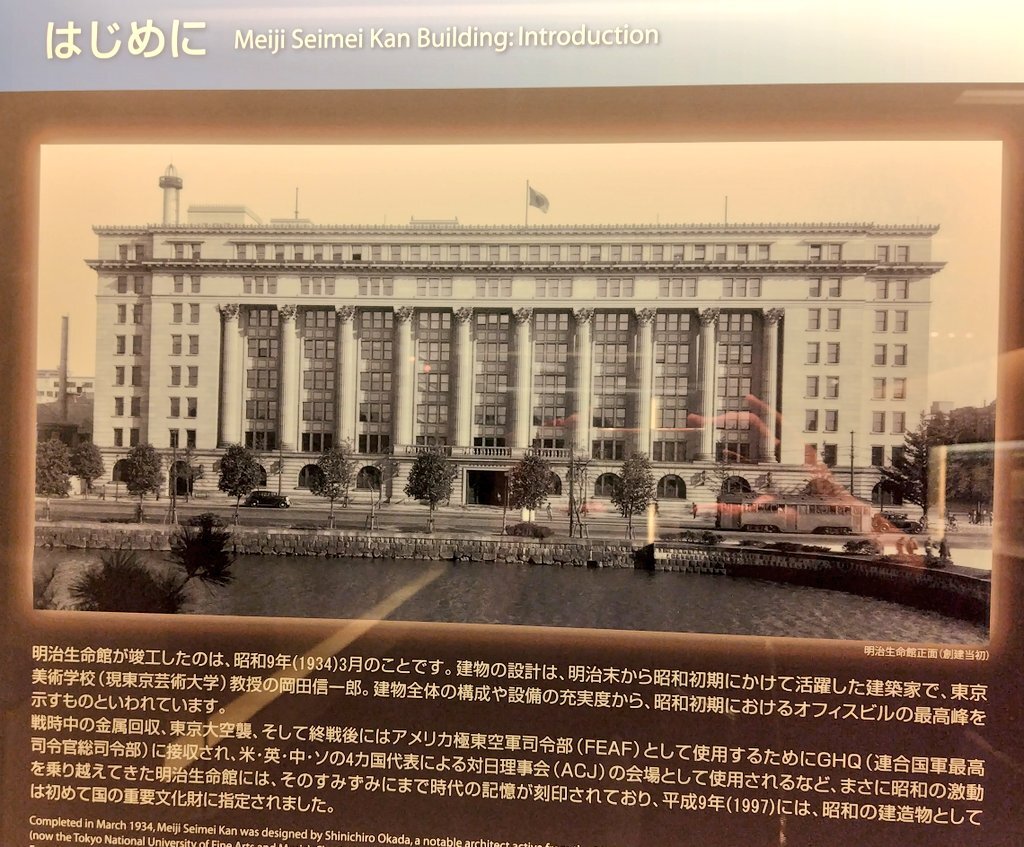 はじめに Meiji Seimei Kan Building: Introduction
明治生命館正面(創建当初)
明治生命館が竣工したのは、昭和9年(1934)3月のことです。建物の設計は、明治末から昭和初期にかけて活躍した建築家で、東京
美術学校(現東京芸術大学)教授の岡田信一郎。建物全体の構成や設備の充実度から、昭和初期におけるオフィスビルの最高峰を
示すものといわれています。
戦時中の金属回収、東京大空襲、そして終戦後にはアメリカ極東空軍司令部(FEAF)として使用するためにGHQ(連合国軍最高
司令官総司令部)に接収され、米・英・中・ソの4カ国代表による対日理事会(ACJ)の会場として使用されるなど、まさに昭和の激動
を乗り越えてきた明治生命館には、そのすみずみにまで時代の記憶が刻印されており、平成9年(1997)には、昭和の建造物として
は初めて国の重要文化財に指定されました。
Completed in March 1934, Meiji Seimei Kan was designed by Shinichiro Okada, a notable architect active
(now the Tokyo National University of Fine Arts and